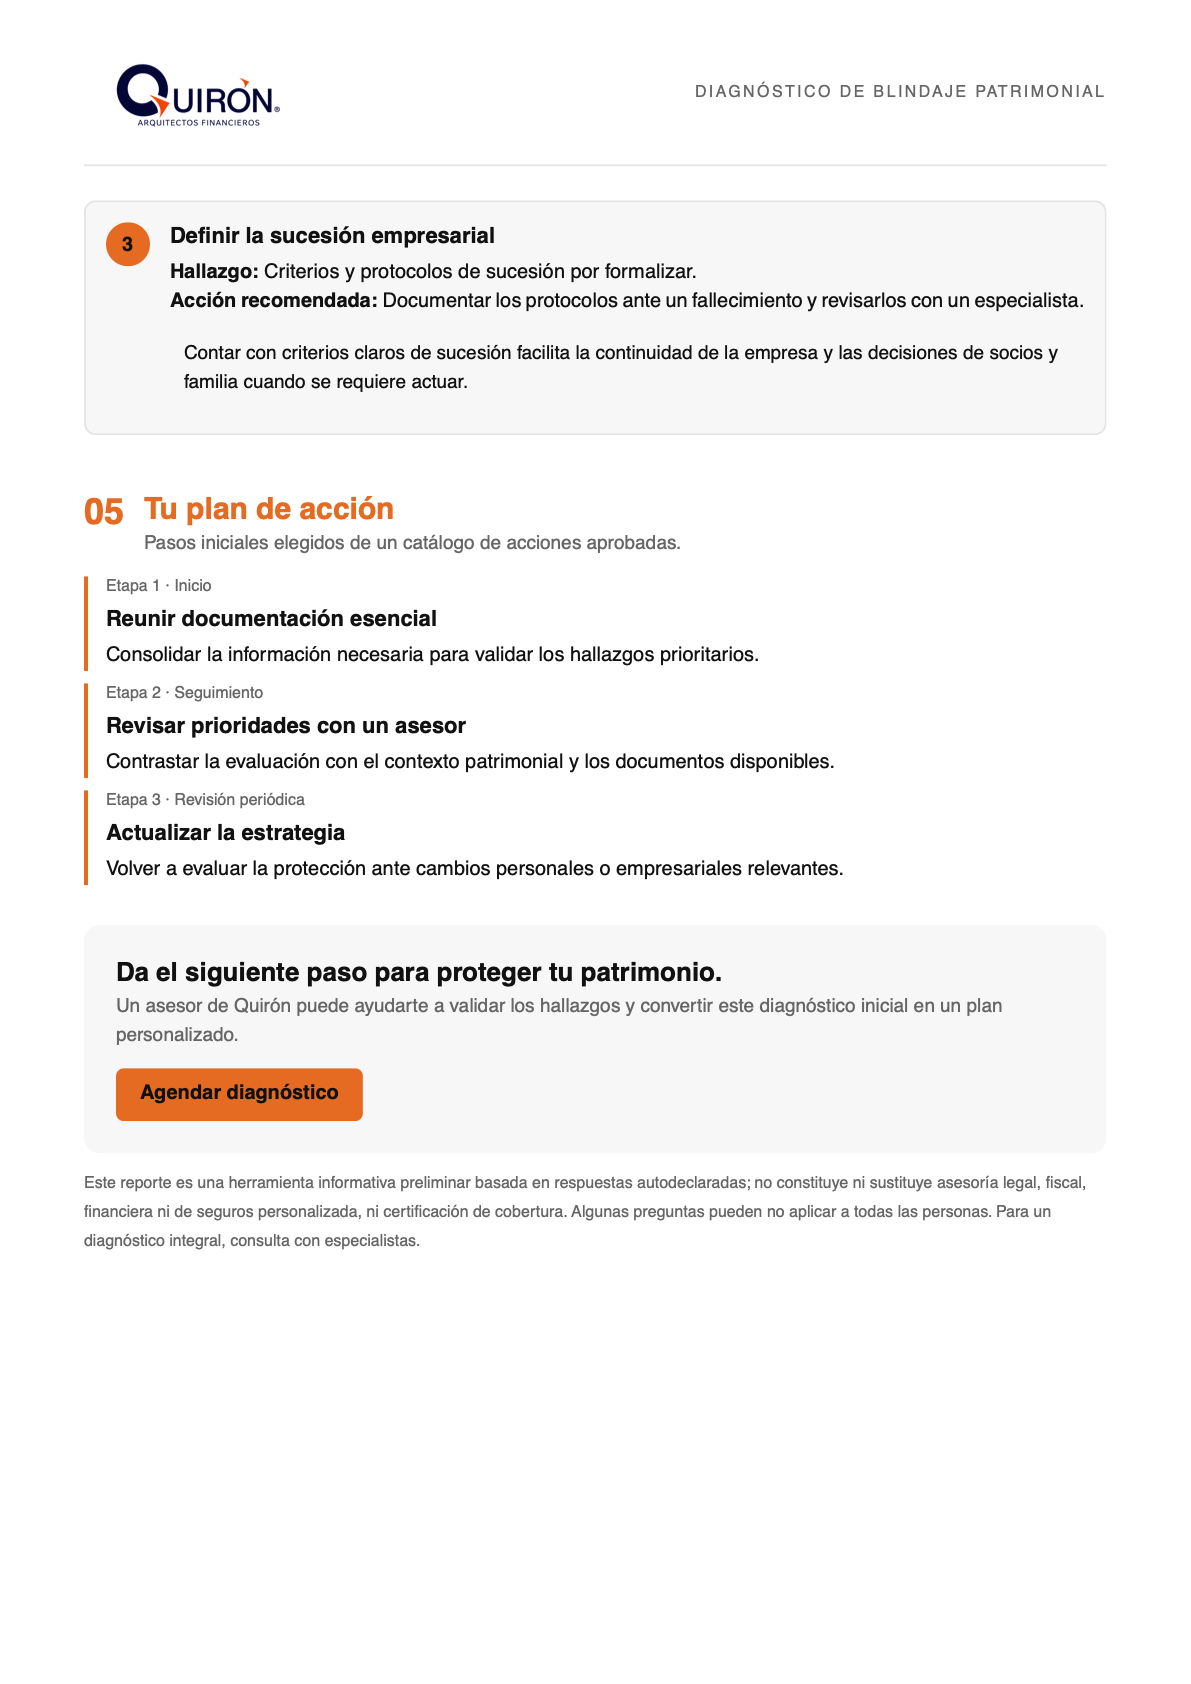 QUIRÓN®
ARQUITECTOS FINANCIEROS
DIAGNÓSTICO DE BLINDAJE PATRIMONIAL
3
Definir la sucesión empresarial
Hallazgo: Criterios y protocolos de sucesión por formalizar.
Acción recomendada: Documentar los protocolos ante un fallecimiento y revisarlos con un especialista.
Contar con criterios claros de sucesión facilita la continuidad de la empresa y las decisiones de socios y
familia cuando se requiere actuar.
05 Tu plan de acción
Pasos iniciales elegidos de un catálogo de acciones aprobadas.
Etapa 1 · Inicio
Reunir documentación esencial
Consolidar la información necesaria para validar los hallazgos prioritarios.
Etapa 2 · Seguimiento
Revisar prioridades con un asesor
Contrastar la evaluación con el contexto patrimonial y los documentos disponibles.
Etapa 3 · Revisión periódica
Actualizar la estrategia
Volver a evaluar la protección ante cambios personales o empresariales relevantes.
Da el siguiente paso para proteger tu patrimonio.
Un asesor de Quirón puede ayudarte a validar los hallazgos y convertir este diagnóstico inicial en un plan
personalizado.
Agendar diagnóstico
Este reporte es una herramienta informativa preliminar basada en respuestas autodeclaradas; no constituye ni sustituye asesoría legal, fiscal,
financiera ni de seguros personalizada, ni certificación de cobertura. Algunas preguntas pueden no aplicar a todas las personas. Para un
diagnóstico integral, consulta con especialistas.